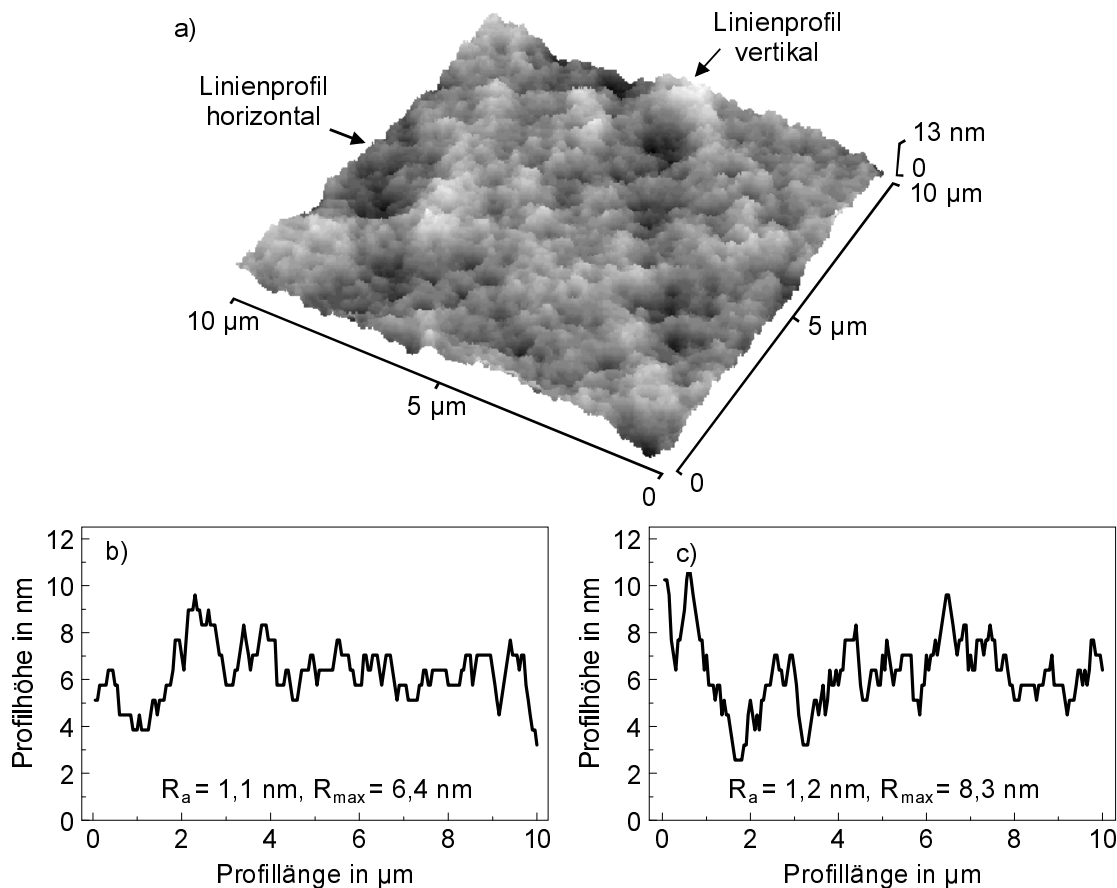 a)
Linienprofil
horizontal
Linienprofil
vertikal
13 nm
0
10 µm
5 µm
0
10 µm
5 µm
0
b)
Profilhöhe in nm
12
10
8
6
4
2
0
R_a = 1,1 nm, R_max = 6,4 nm
0 2 4 6 8 10
Profillänge in µm
c)
Profilhöhe in nm
12
10
8
6
4
2
0
R_a = 1,2 nm, R_max = 8,3 nm
0 2 4 6 8 10
Profillänge in µm